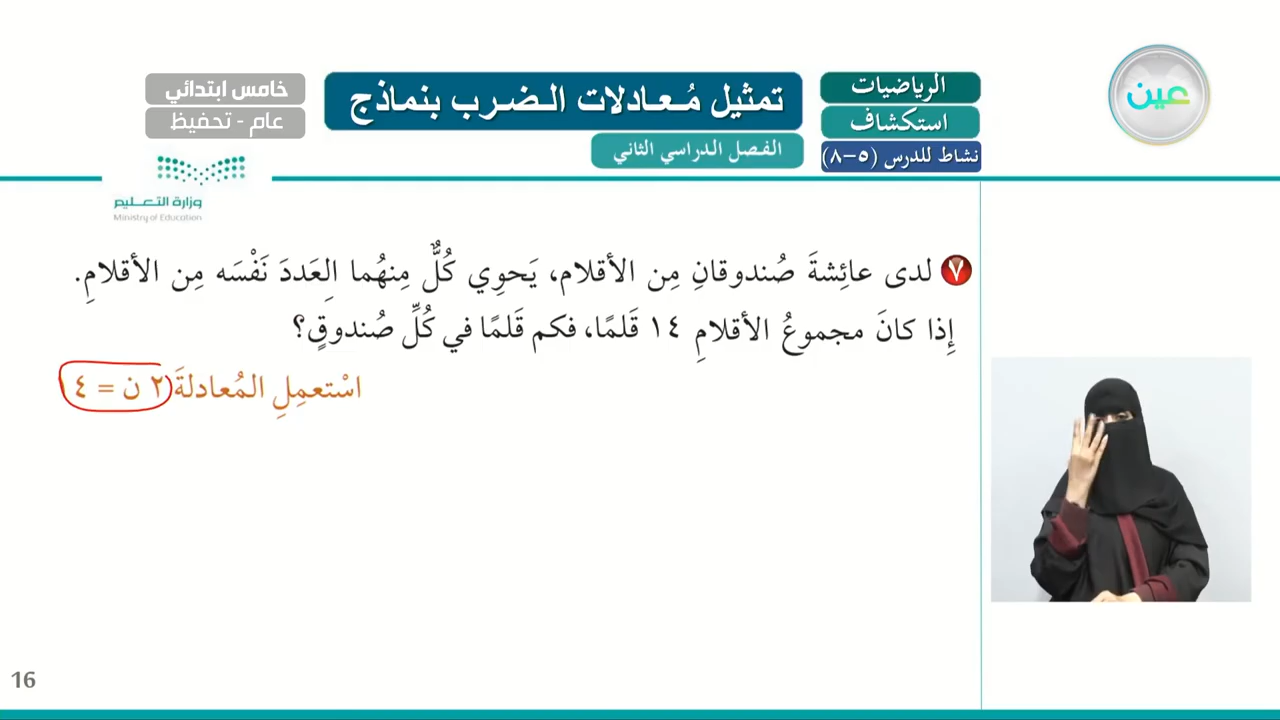 عين
الرياضيات
استكشاف
نشاط للدرس (٥-٨)
تمثيل مُعادلات الضرب بنماذج
الفصل الدراسي الثاني
خامس ابتدائي
عام - تحفيظ
وزارة التعليم
Ministry of Education
٧ لدى عائِشةَ صُندوقانِ مِن الأقلام، يَحوِي كُلٌّ مِنهُما العَددَ نَفْسَه مِن الأقلامِ.
إِذا كانَ مجموعُ الأقلامِ ١٤ قَلمًا، فكم قَلمًا في كُلِّ صُندوقٍ؟
اسْتعمِلِ المُعادلةَ ٢ ن = ٤
16